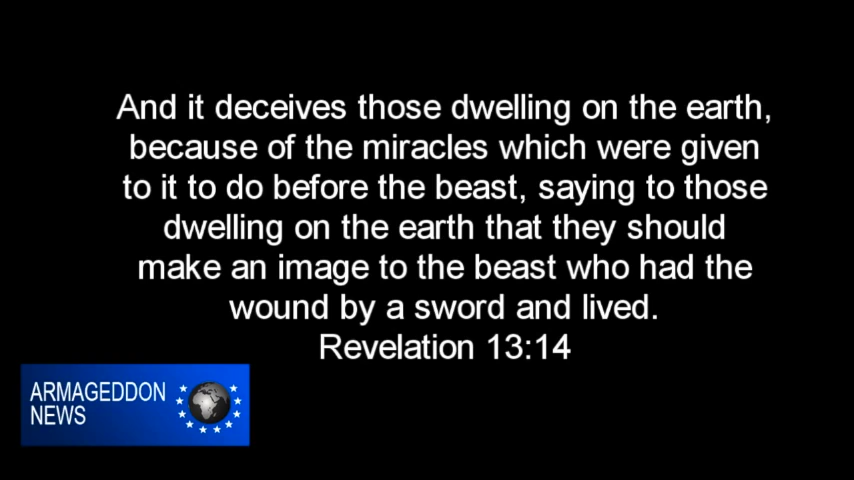 And it deceives those dwelling on the earth,
because of the miracles which were given
to it to do before the beast, saying to those
dwelling on the earth that they should
make an image to the beast who had the
wound by a sword and lived.
Revelation 13:14
ARMAGEDDON
NEWS